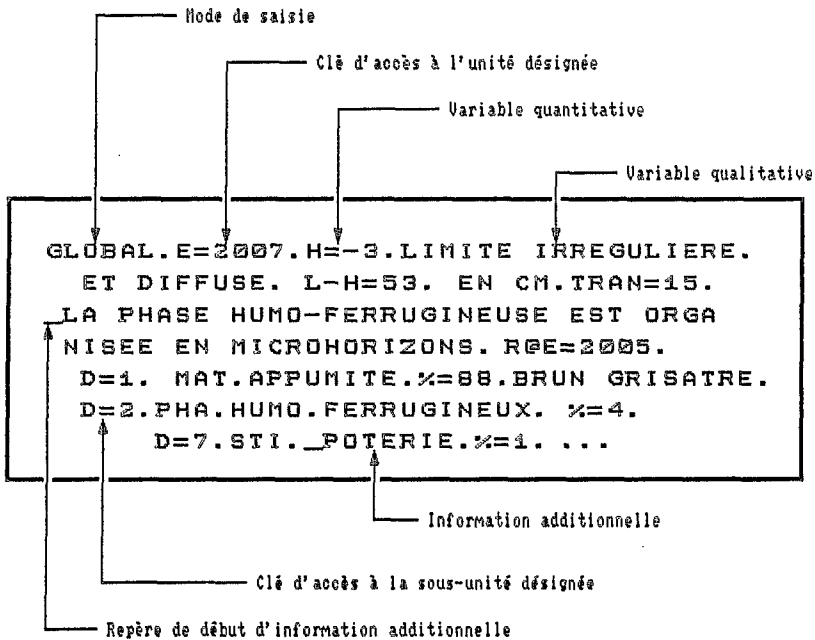 Mode de saisie
Clé d'accès à l'unité désignée
Variable quantitative
Variable qualitative
GLOBAL.E=2007.H=-3.LIMITE IRREGULIERE.
ET DIFFUSE. L-H=53. EN CM.TRAN=15.
_LA PHASE HUMO-FERRUGINEUSE EST ORGA
NISEE EN MICROHORIZONS. R@E=2005.
D=1. MAT.APPUMITE.%=88.BRUN GRISATRE.
D=2.PHA.HUMO.FERRUGINEUX. %=4.
D=7.STI._POTERIE.%=1. ...
Information additionnelle
Clé d'accès à la sous-unité désignée
Repère de début d'information additionnelle